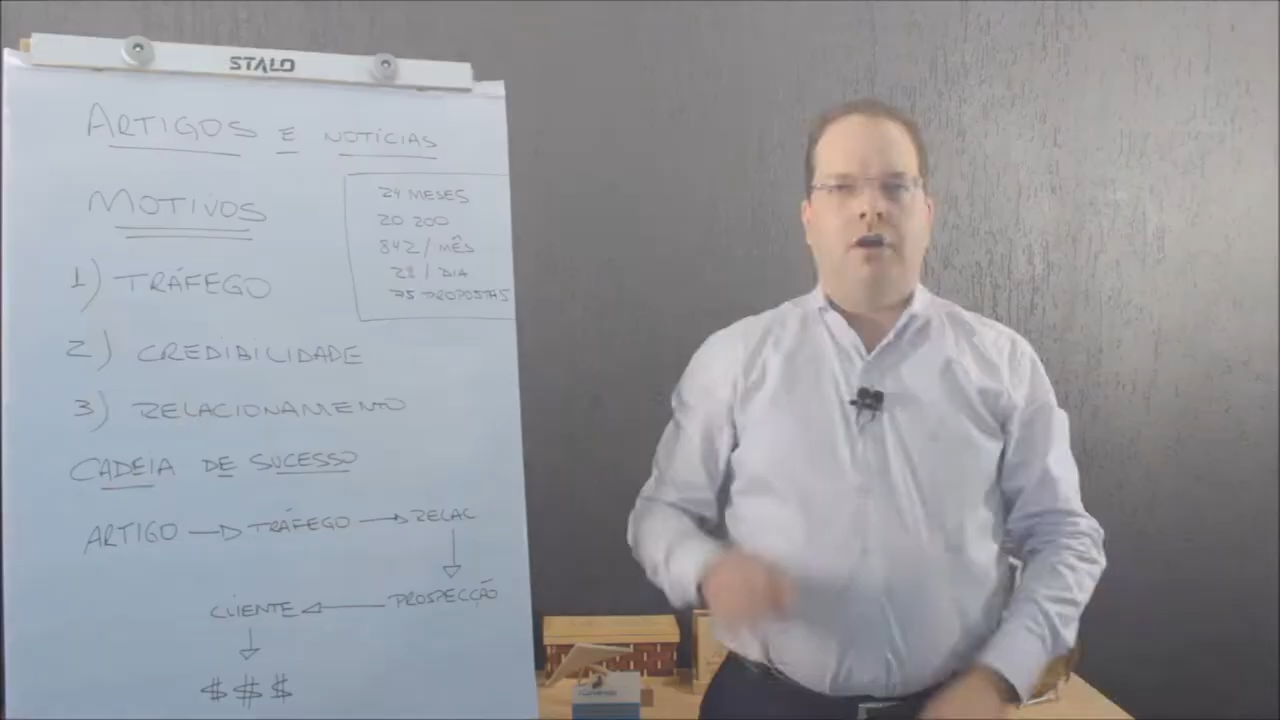 STALO
ARTIGOS E NOTÍCIAS
MOTIVOS
24 MESES
20 200
842 / MÊS
28 / DIA
75 PROPOSTAS
1) TRÁFEGO
2) CREDIBILIDADE
3) RELACIONAMENTO
CADEIA DE SUCESSO
ARTIGO → TRÁFEGO → RELAC
↓
CLIENTE ← PROSPECÇÃO
↓
$ $ $